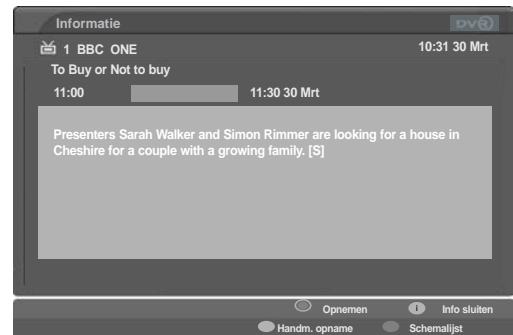 Informatie DVR
1 BBC ONE 10:31 30 Mrt
To Buy or Not to buy
11:00 11:30 30 Mrt
Presenters Sarah Walker and Simon Rimmer are looking for a house in
Cheshire for a couple with a growing family. [S]
Opnemen i Info sluiten
Handm. opname Schemalijst